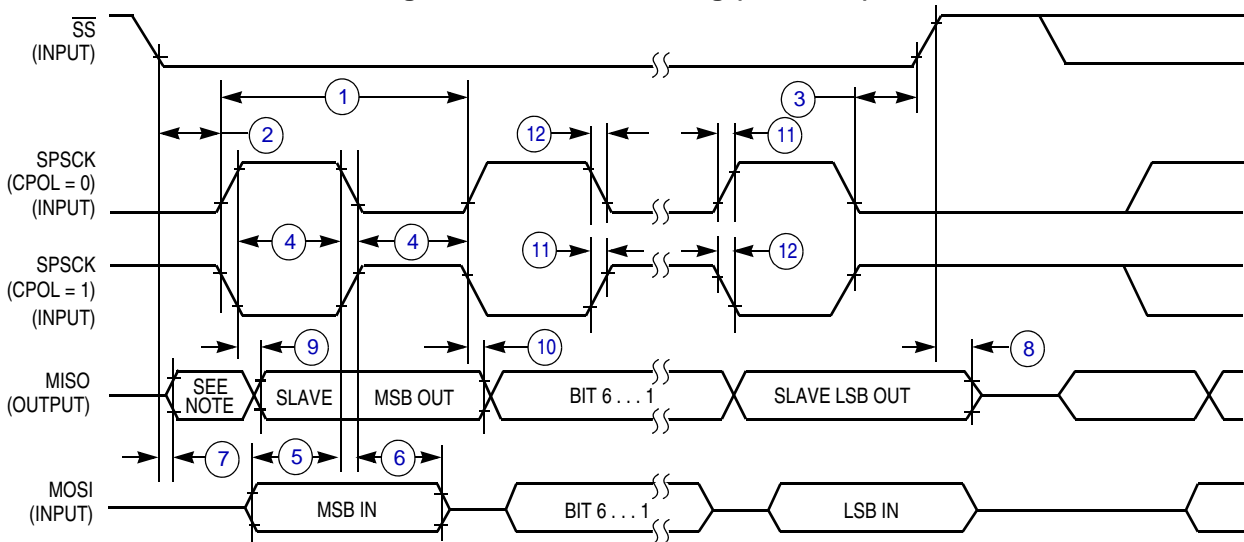 SS
(INPUT)
1
3
2
12
11
SPSCK
(CPOL = 0)
(INPUT)
4
4
11
12
SPSCK
(CPOL = 1)
(INPUT)
9
10
8
MISO
(OUTPUT)
SEE
NOTE
SLAVE
MSB OUT
BIT 6 . . . 1
SLAVE LSB OUT
7
5
6
MOSI
(INPUT)
MSB IN
BIT 6 . . . 1
LSB IN